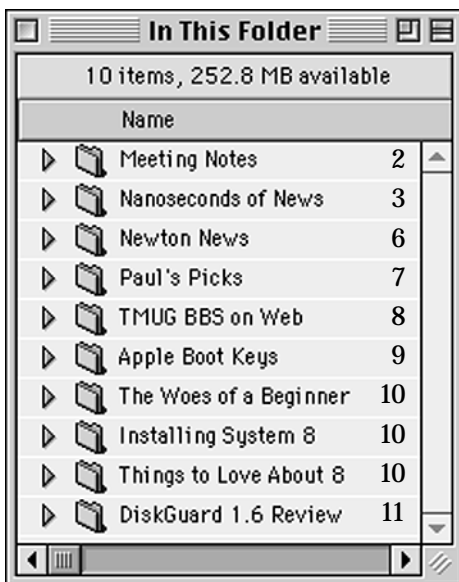 In This Folder
10 items, 252.8 MB available
Name
Meeting Notes 2
Nanoseconds of News 3
Newton News 6
Paul's Picks 7
TMUG BBS on Web 8
Apple Boot Keys 9
The Woes of a Beginner 10
Installing System 8 10
Things to Love About 8 10
DiskGuard 1.6 Review 11